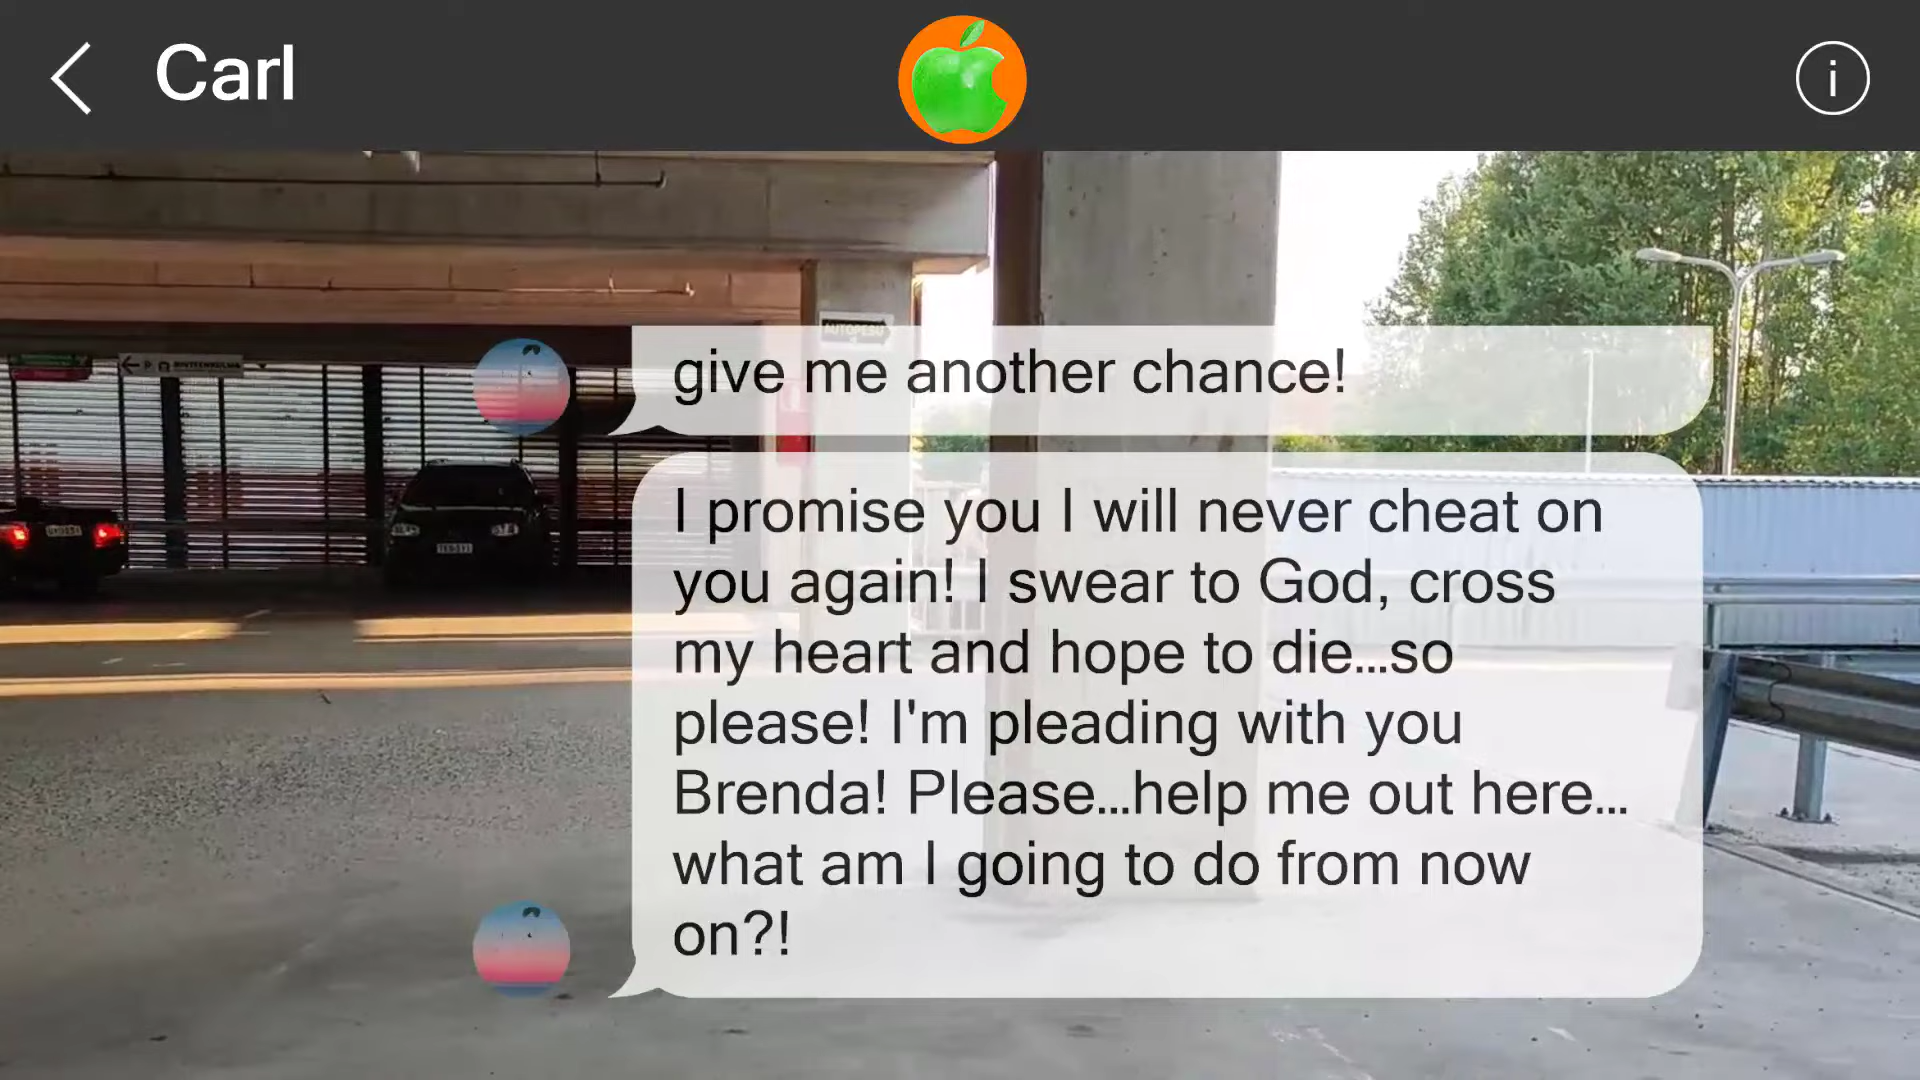 Carl
i
AUTOPESU
give me another chance!
I promise you I will never cheat on
you again! I swear to God, cross
my heart and hope to die...so
please! I'm pleading with you
Brenda! Please...help me out here...
what am I going to do from now
on?!